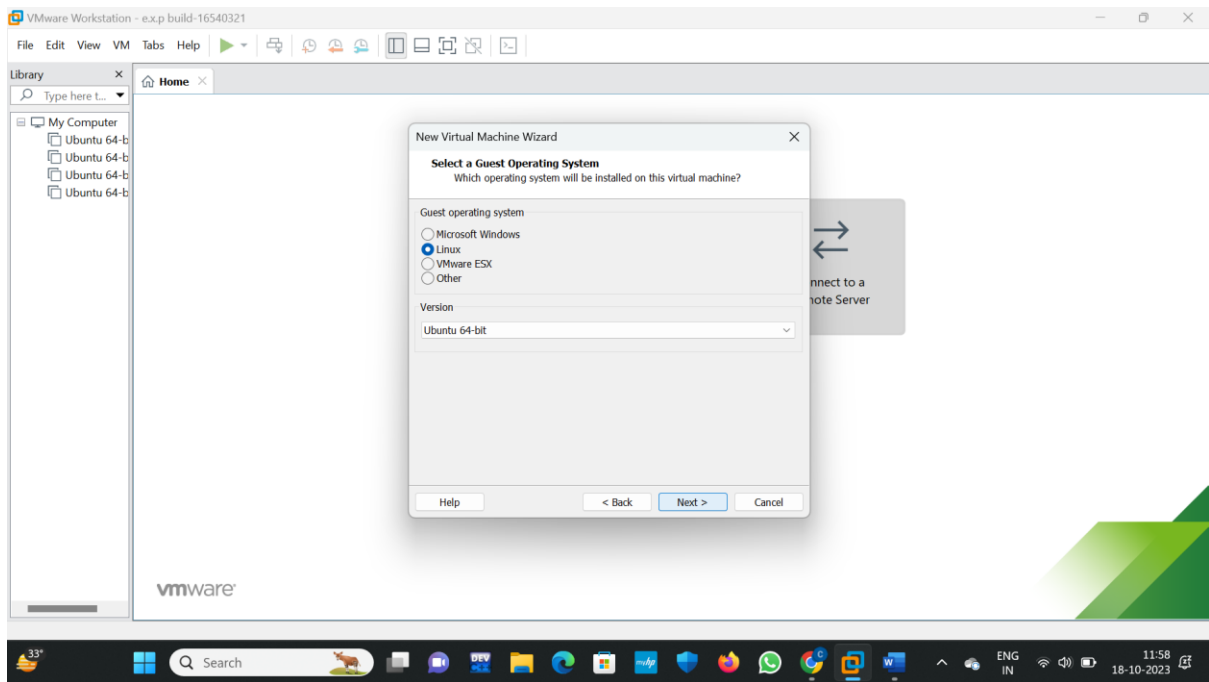 VMware Workstation - e.x.p build-16540321
File Edit View VM Tabs Help
Library
Home
Type here t...
My Computer
Ubuntu 64-b
Ubuntu 64-b
Ubuntu 64-b
Ubuntu 64-b
New Virtual Machine Wizard
Select a Guest Operating System
Which operating system will be installed on this virtual machine?
Guest operating system
Microsoft Windows
Linux
VMware ESX
Other
Version
Ubuntu 64-bit
nnect to a
note Server
Help < Back Next > Cancel
vmware
33°
Search
DEV
myhp
W
ENG
IN
11:58
18-10-2023